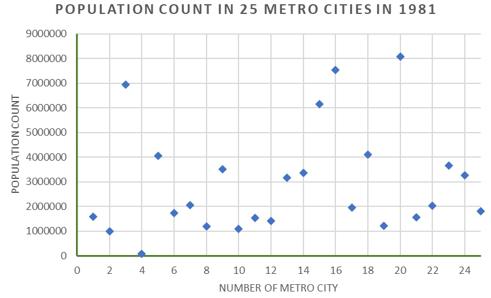 POPULATION COUNT IN 25 METRO CITIES IN 1981
9000000
8000000
7000000
6000000
5000000
4000000
3000000
2000000
1000000
0
POPULATION COUNT
0 2 4 6 8 10 12 14 16 18 20 22 24
NUMBER OF METRO CITY